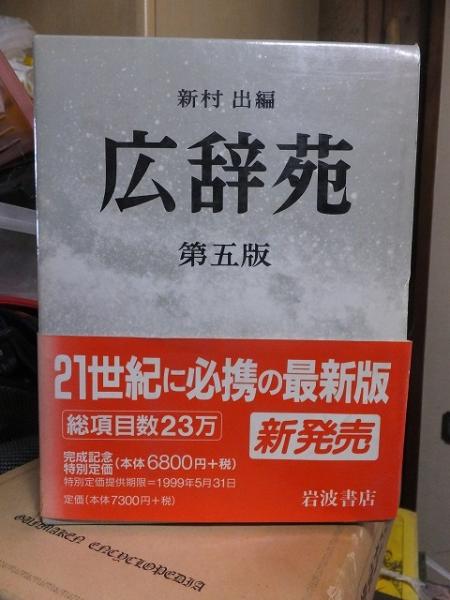 新村 出編
広辞苑
第五版
21世紀に必携の最新版
総項目数23万
新発売
完成記念
特別定価(本体6800円+税)
特別定価提供期限=1999年5月31日
定価(本体7300円+税)
岩波書店
ENCYCLOPEDIA